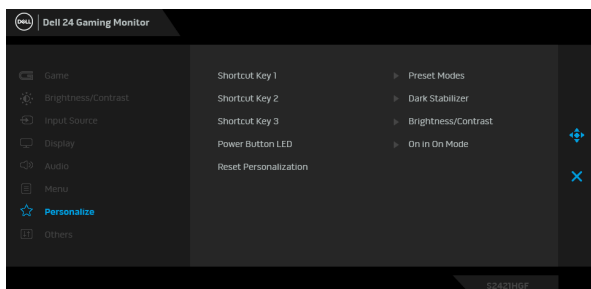 DELL
Dell 24 Gaming Monitor
Game
Brightness/Contrast
Input Source
Display
Audio
Menu
Personalize
Others
Shortcut Key 1 Preset Modes
Shortcut Key 2 Dark Stabilizer
Shortcut Key 3 Brightness/Contrast
Power Button LED On in On Mode
Reset Personalization
S2421HGF